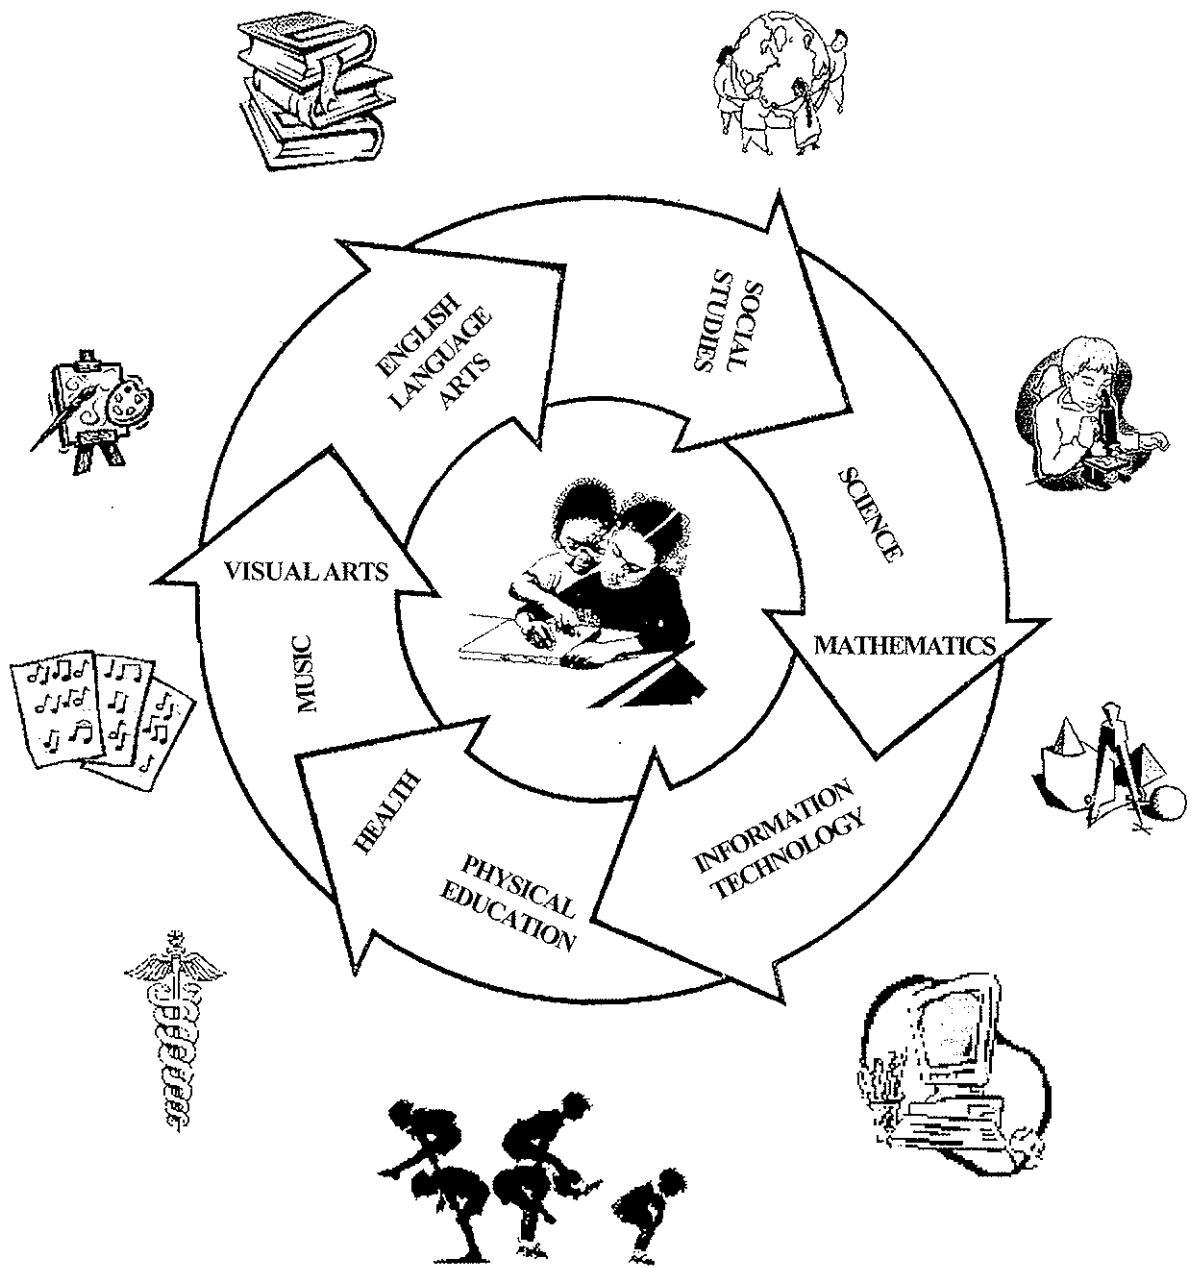 ENGLISH
LANGUAGE
ARTS
SOCIAL
STUDIES
SCIENCE
MATHEMATICS
INFORMATION
TECHNOLOGY
PHYSICAL
EDUCATION
HEALTH
MUSIC
VISUAL ARTS